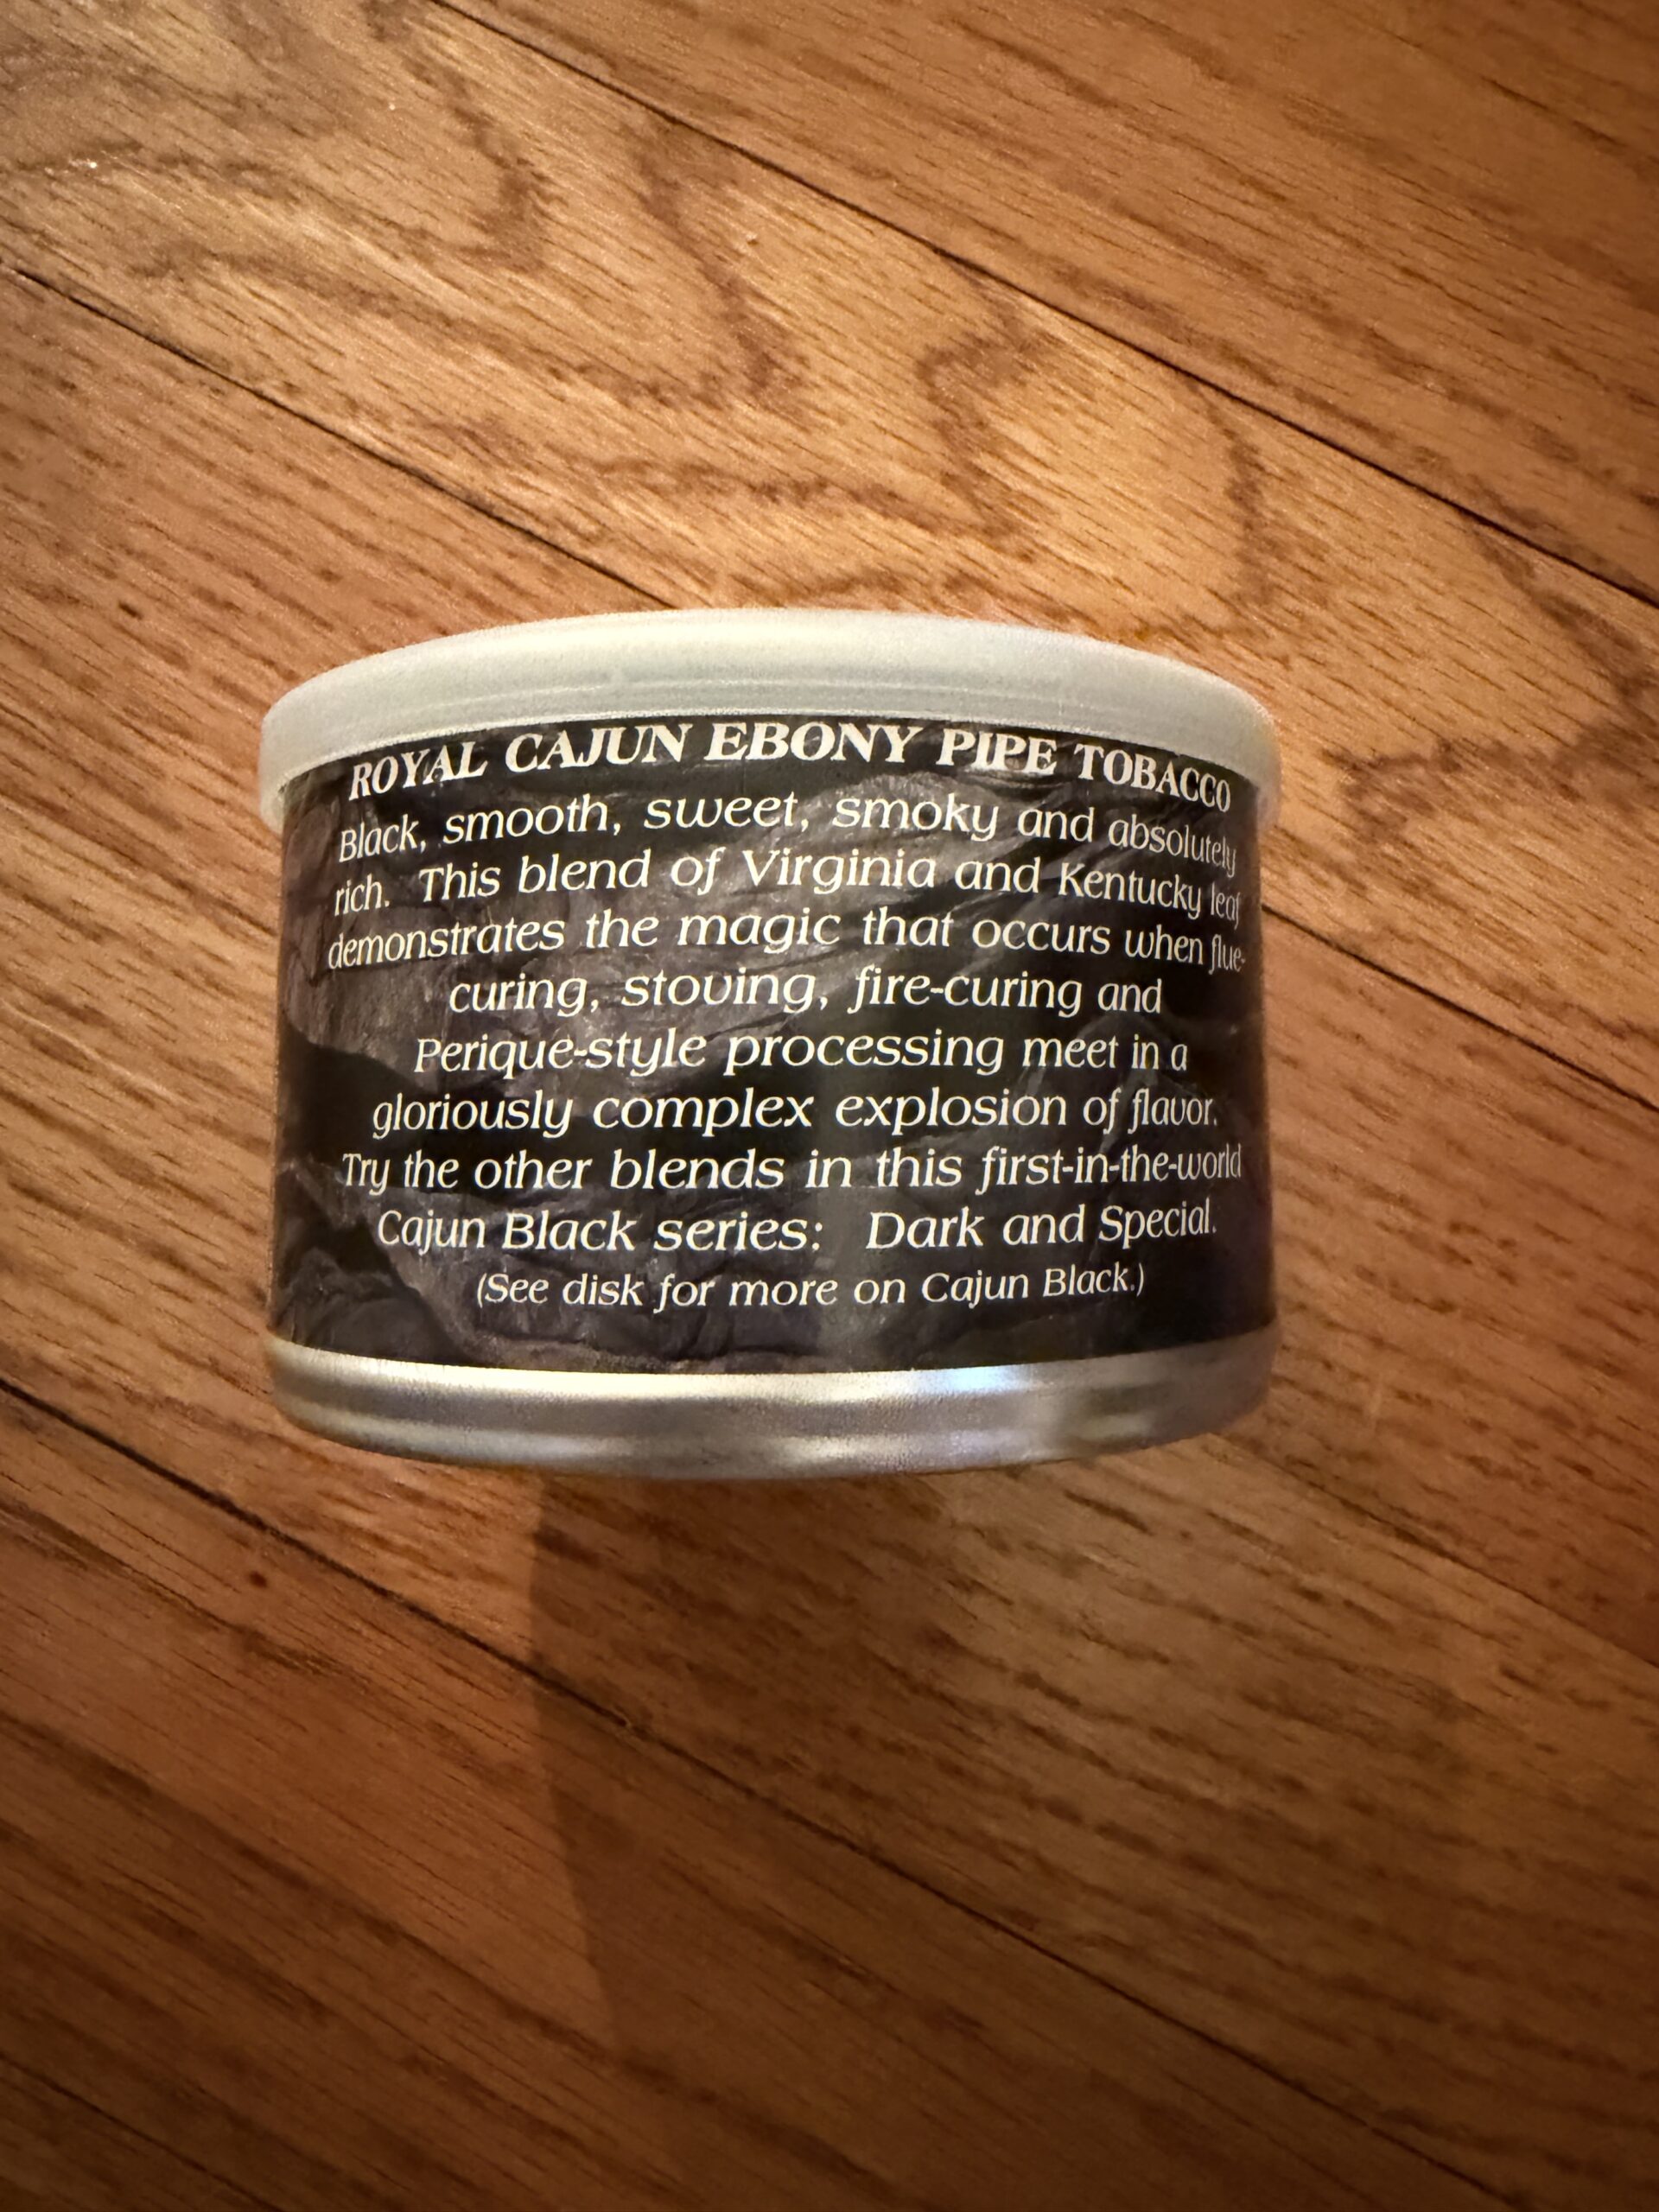 ROYAL CAJUN EBONY PIPE TOBACCO
Black, smooth, sweet, smoky and absolutely
rich. This blend of Virginia and Kentucky leaf
demonstrates the magic that occurs when flue-
curing, stoving, fire-curing and
Perique-style processing meet in a
gloriously complex explosion of flavor.
Try the other blends in this first-in-the-world
Cajun Black series: Dark and Special.
(See disk for more on Cajun Black.)